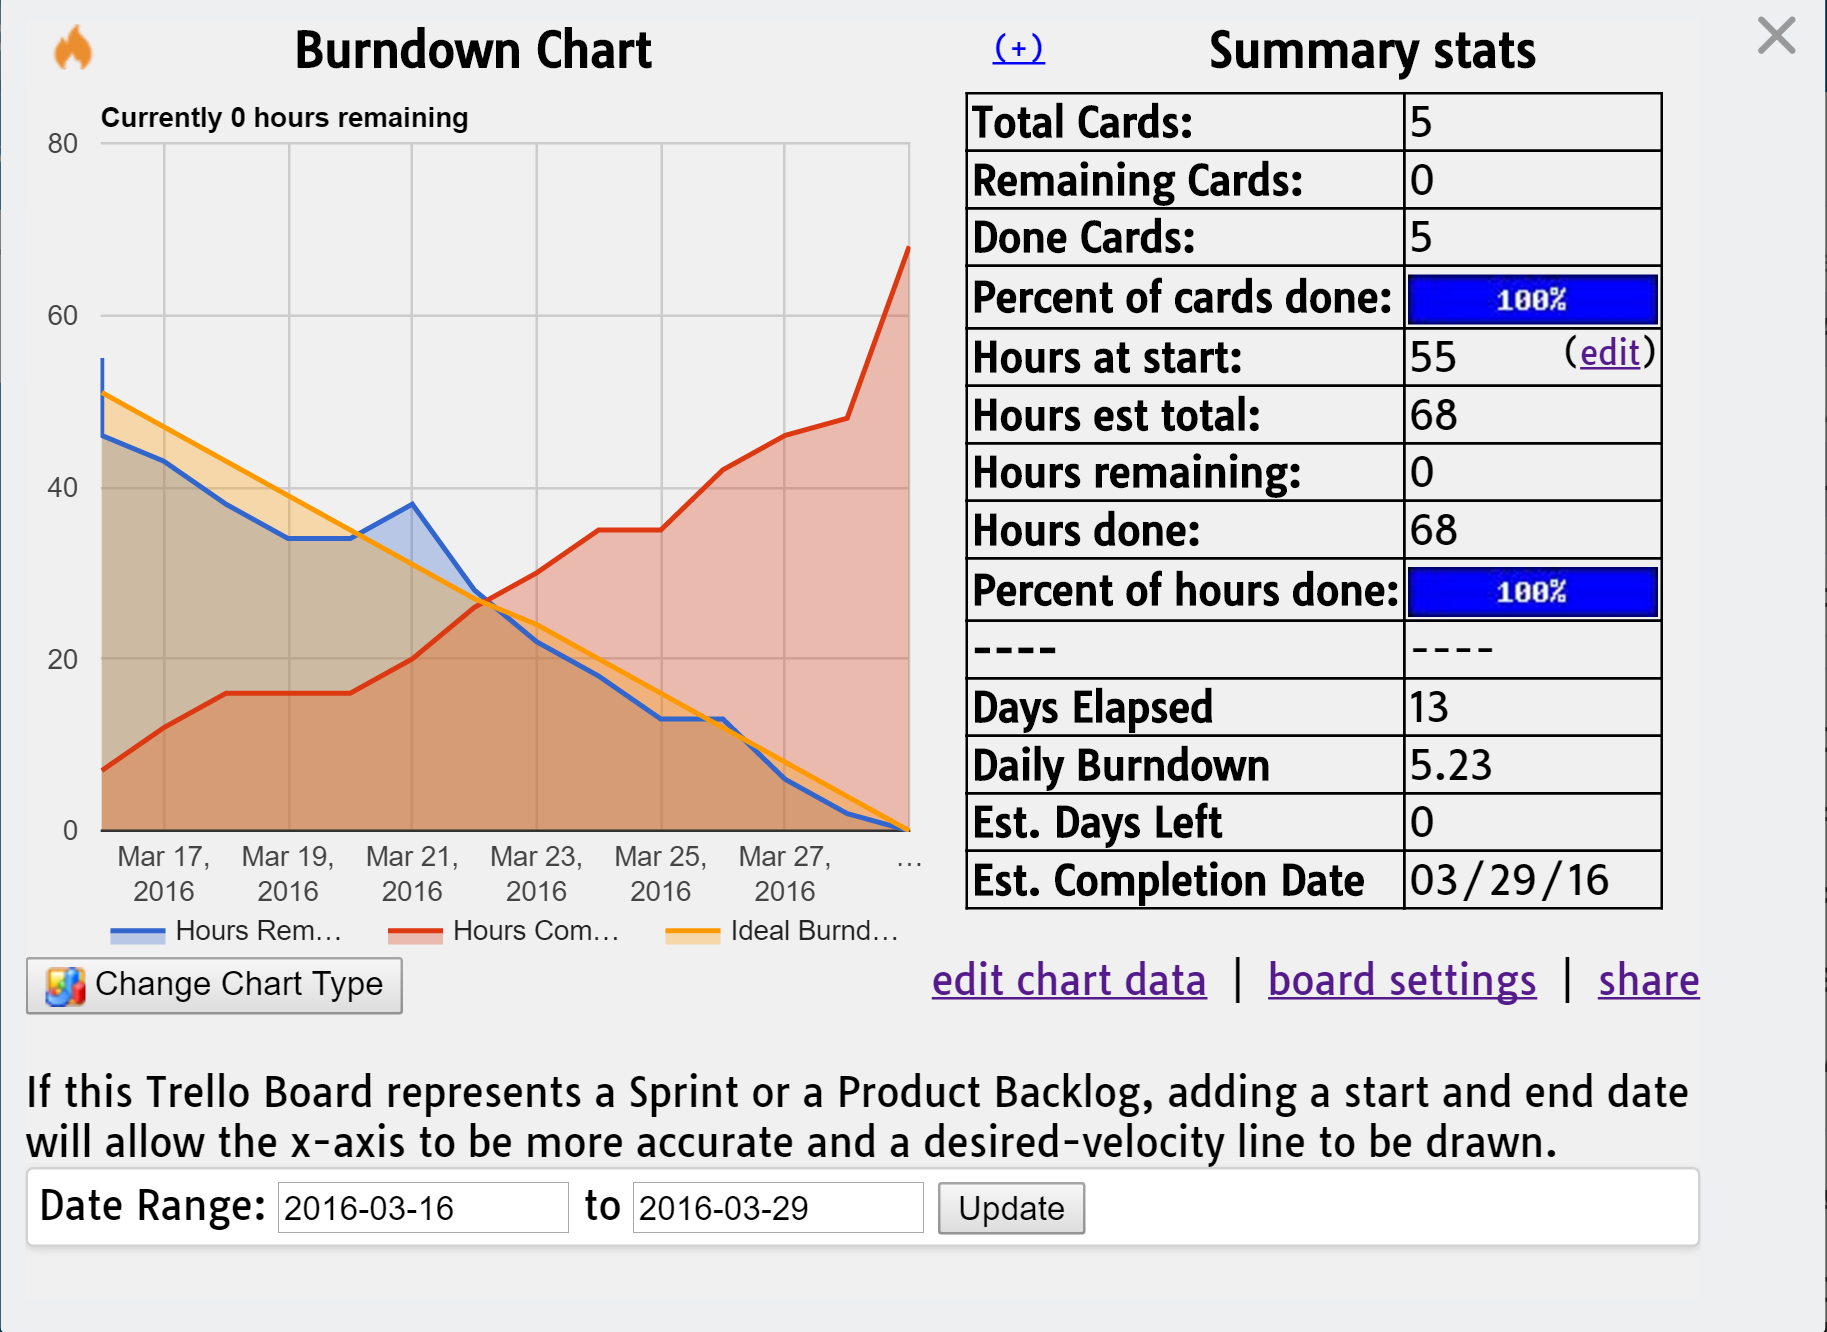 Burndown Chart
Currently 0 hours remaining
80
60
40
20
0
Mar 17, 2016
Mar 19, 2016
Mar 21, 2016
Mar 23, 2016
Mar 25, 2016
Mar 27, 2016
...
Hours Rem...
Hours Com...
Ideal Burnd...
Change Chart Type
(+)
Summary stats
Total Cards: 5
Remaining Cards: 0
Done Cards: 5
Percent of cards done: 100%
Hours at start: 55 (edit)
Hours est total: 68
Hours remaining: 0
Hours done: 68
Percent of hours done: 100%
---- ----
Days Elapsed 13
Daily Burndown 5.23
Est. Days Left 0
Est. Completion Date 03/29/16
edit chart data | board settings | share
If this Trello Board represents a Sprint or a Product Backlog, adding a start and end date
will allow the x-axis to be more accurate and a desired-velocity line to be drawn.
Date Range: 2016-03-16 to 2016-03-29 Update